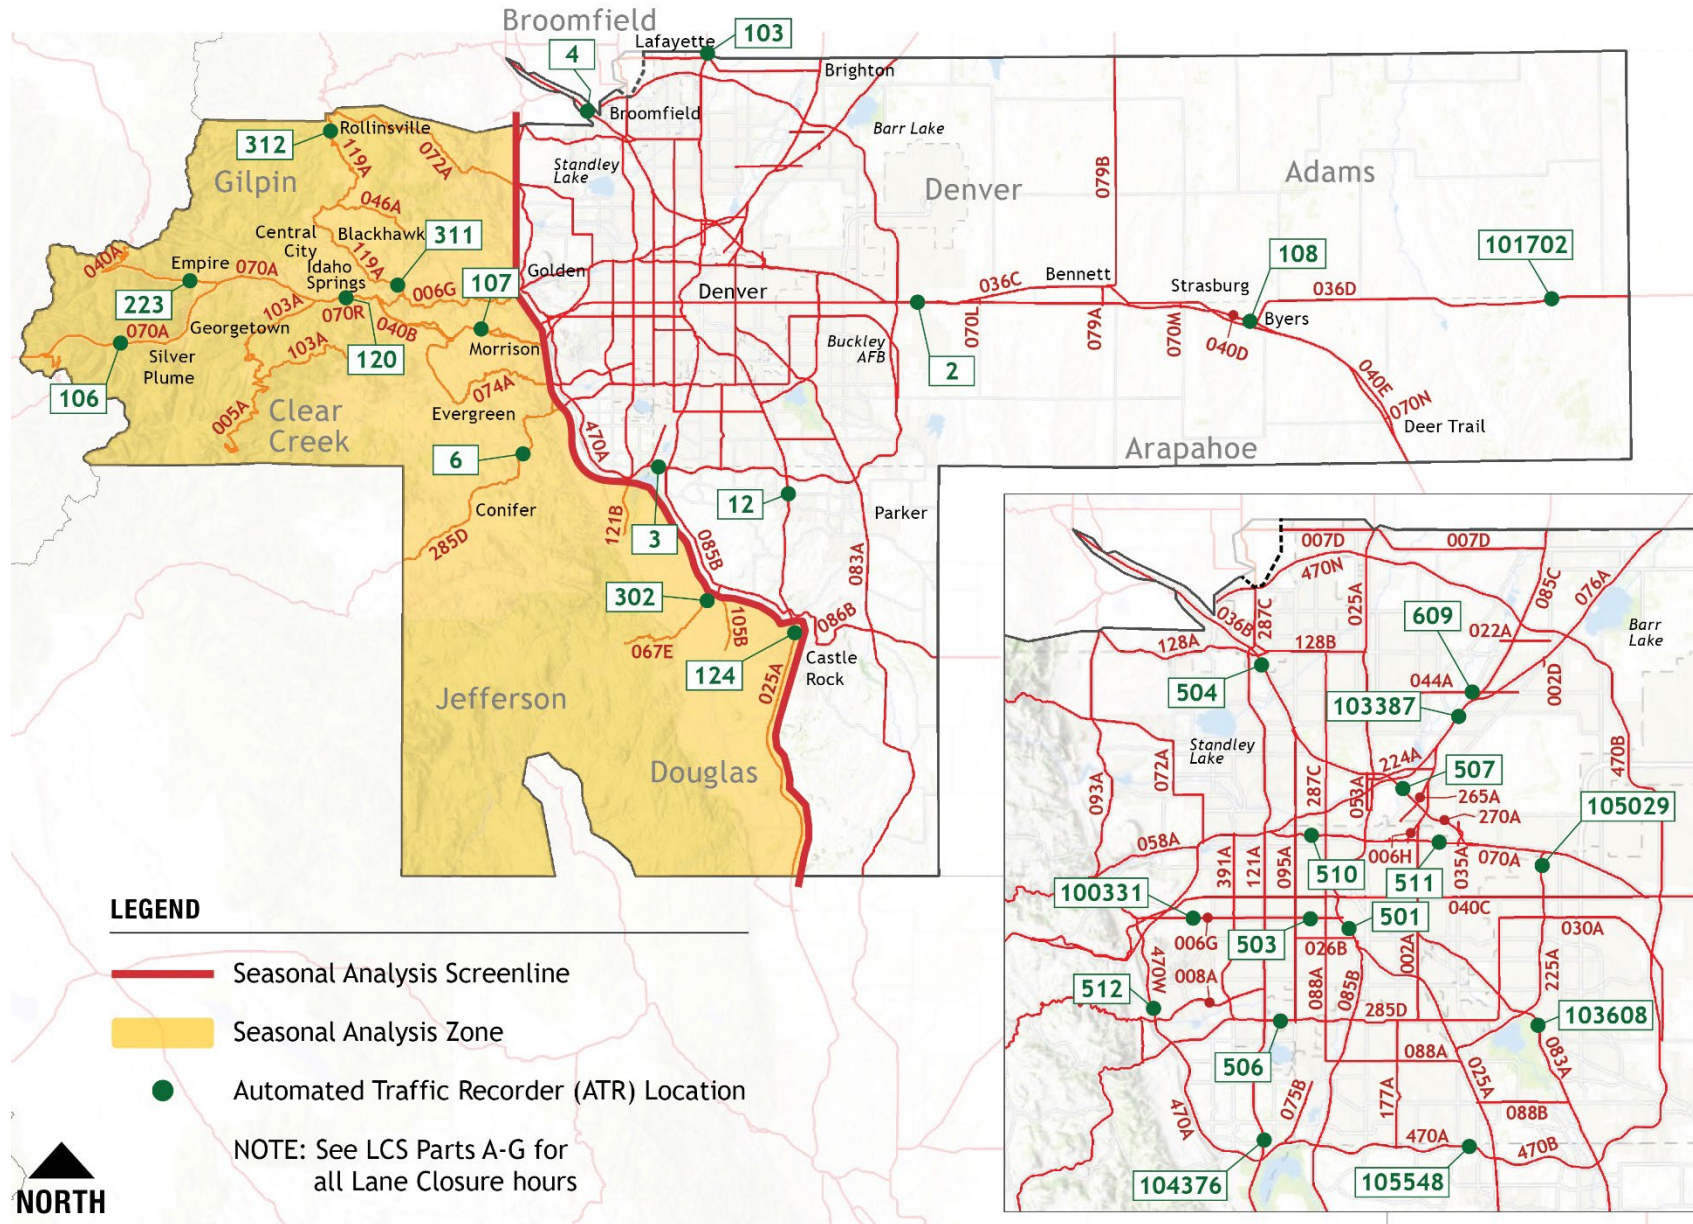 Broomfield
Lafayette
103
4
Brighton
Broomfield
Barr Lake
312
Rollinsville
119A
072A
Gilpin
Standley
Lake
Denver
Adams
079B
046A
Central
City
Blackhawk
311
119A
040A
Empire
070A
Idaho
Springs
107
Golden
223
103A
070R
006G
Denver
036C
Bennett
Strasburg
108
036D
101702
070A
Georgetown
040B
Silver
Plume
103A
120
Morrison
Buckley
AFB
2
070L
079A
070W
040D
Byers
106
005A
Clear
Creek
074A
Evergreen
040E
070N
Deer Trail
Arapahoe
470A
6
Conifer
285D
121B
3
12
Parker
085B
083A
302
105B
086B
067E
124
Castle
Rock
025A
Jefferson
Douglas
007D
007D
470N
085C
076A
036B
287C
025A
609
022A
Barr
Lake
128A
128B
504
044A
002D
103387
Standley
Lake
072A
093A
224A
507
470B
287C
053A
265A
270A
105029
058A
391A
121A
095A
006H
035A
070A
510
511
100331
040C
006G
503
026B
501
002A
030A
225A
470W
008A
088A
085B
512
285D
103608
506
088A
025A
083A
075B
177A
088B
470A
470A
470B
104376
105548
LEGEND
Seasonal Analysis Screenline
Seasonal Analysis Zone
Automated Traffic Recorder (ATR) Location
NOTE: See LCS Parts A-G for
all Lane Closure hours
NORTH